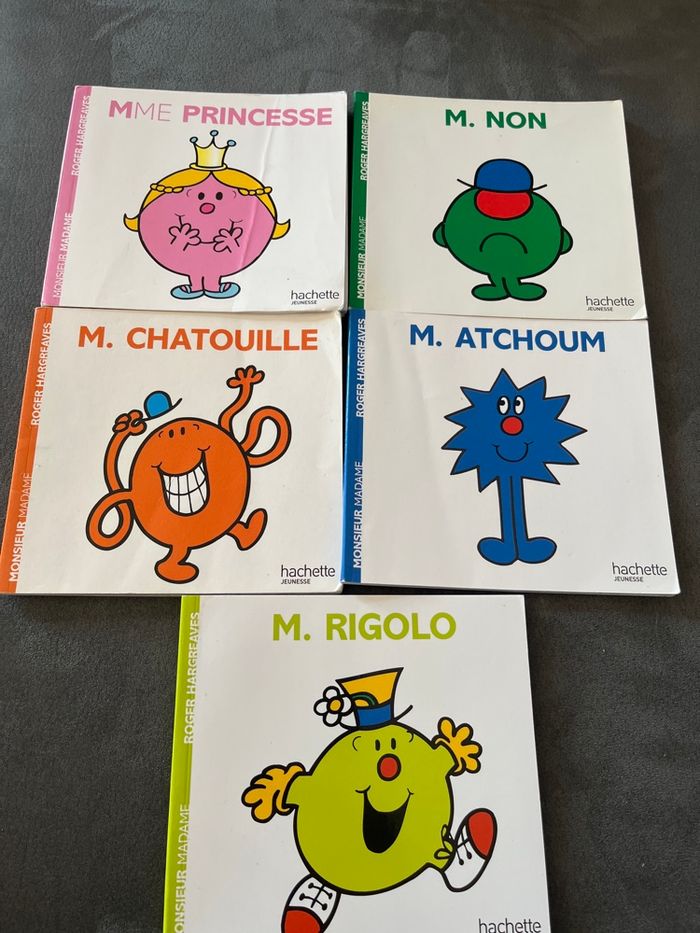 MME PRINCESSE
ROGER HARGREAVES
MONSIEUR MADAME
hachette
JEUNESSE
M. NON
ROGER HARGREAVES
MONSIEUR MADAME
hachette
JEUNESSE
M. CHATOUILLE
ROGER HARGREAVES
MONSIEUR MADAME
hachette
JEUNESSE
M. ATCHOUM
ROGER HARGREAVES
MONSIEUR MADAME
hachette
JEUNESSE
M. RIGOLO
ROGER HARGREAVES
ONSIEUR MADAME
hachette